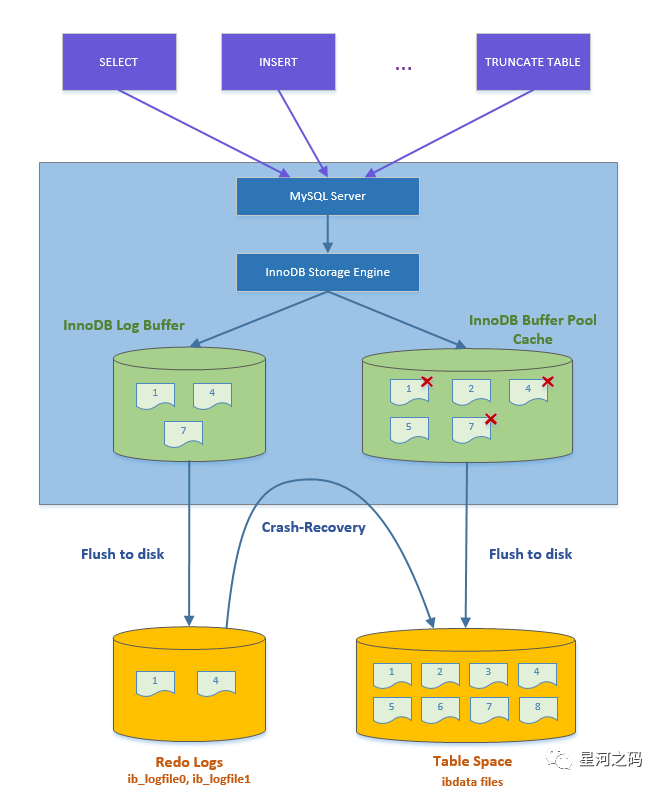 SELECT
INSERT
...
TRUNCATE TABLE
MySQL Server
InnoDB Storage Engine
InnoDB Log Buffer
InnoDB Buffer Pool
Cache
1
4
7
1
2
4
5
7
Crash-Recovery
Flush to disk
Flush to disk
1
4
1
2
3
4
5
6
7
8
Redo Logs
ib_logfile0, ib_logfile1
Table Space
ibdata files
星河之码